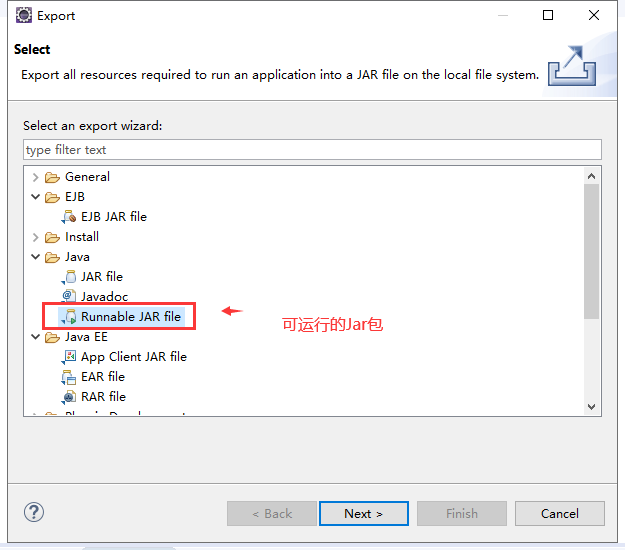 Export
Select
Export all resources required to run an application into a JAR file on the local file system.
Select an export wizard:
type filter text
General
EJB
EJB JAR file
Install
Java
JAR file
Javadoc
Runnable JAR file
可运行的Jar包
Java EE
App Client JAR file
EAR file
RAR file
< Back
Next >
Finish
Cancel